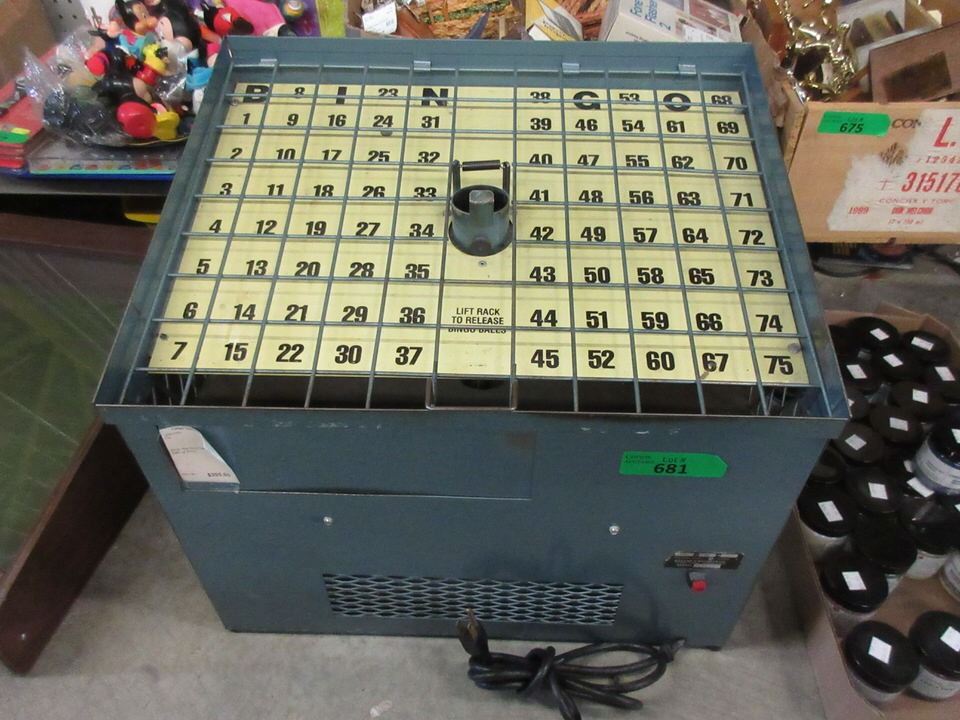 B 8 I 23 N 38 G 53 O 68
1 9 16 24 31 39 46 54 61 69
2 10 17 25 32 40 47 55 62 70
3 11 18 26 33 41 48 56 63 71
4 12 19 27 34 42 49 57 64 72
5 13 20 28 35 43 50 58 65 73
6 14 21 29 36 44 51 59 66 74
7 15 22 30 37 45 52 60 67 75
LIFT RACK
TO RELEASE
BINGO BALLS
LOT #
681
675
L.
315178
1989